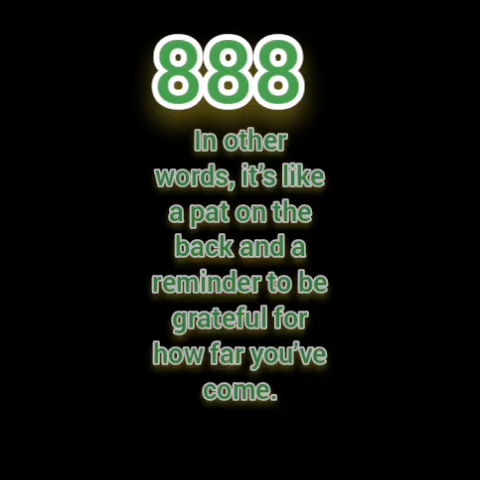 888
In other
words, it’s like
a pat on the
back and a
reminder to be
grateful for
how far you’ve
come.